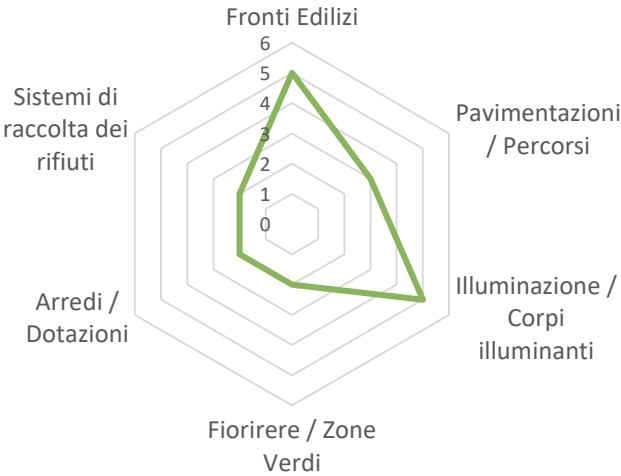 Fronti Edilizi
6
5
4
3
2
1
0
Pavimentazioni
/ Percorsi
Illuminazione /
Corpi
illuminanti
Fiorirere / Zone
Verdi
Arredi /
Dotazioni
Sistemi di
raccolta dei
rifiuti